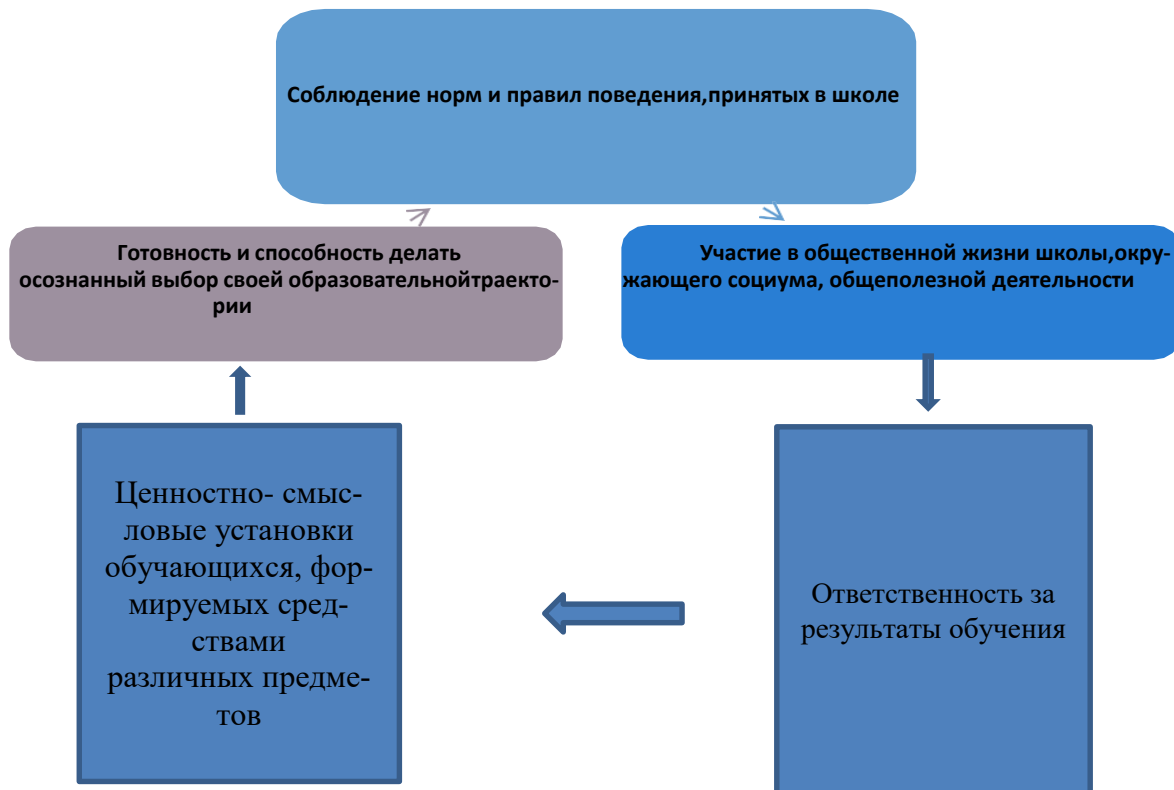 Соблюдение норм и правил поведения,принятых в школе
Готовность и способность делать
осознанный выбор своей образовательнойтраекто-
рии
Участие в общественной жизни школы,окру-
жающего социума, общеполезной деятельности
Ценностно- смыс-
ловые установки
обучающихся, фор-
мируемых сред-
ствами
различных предме-
тов
Ответственность за
результаты обучения